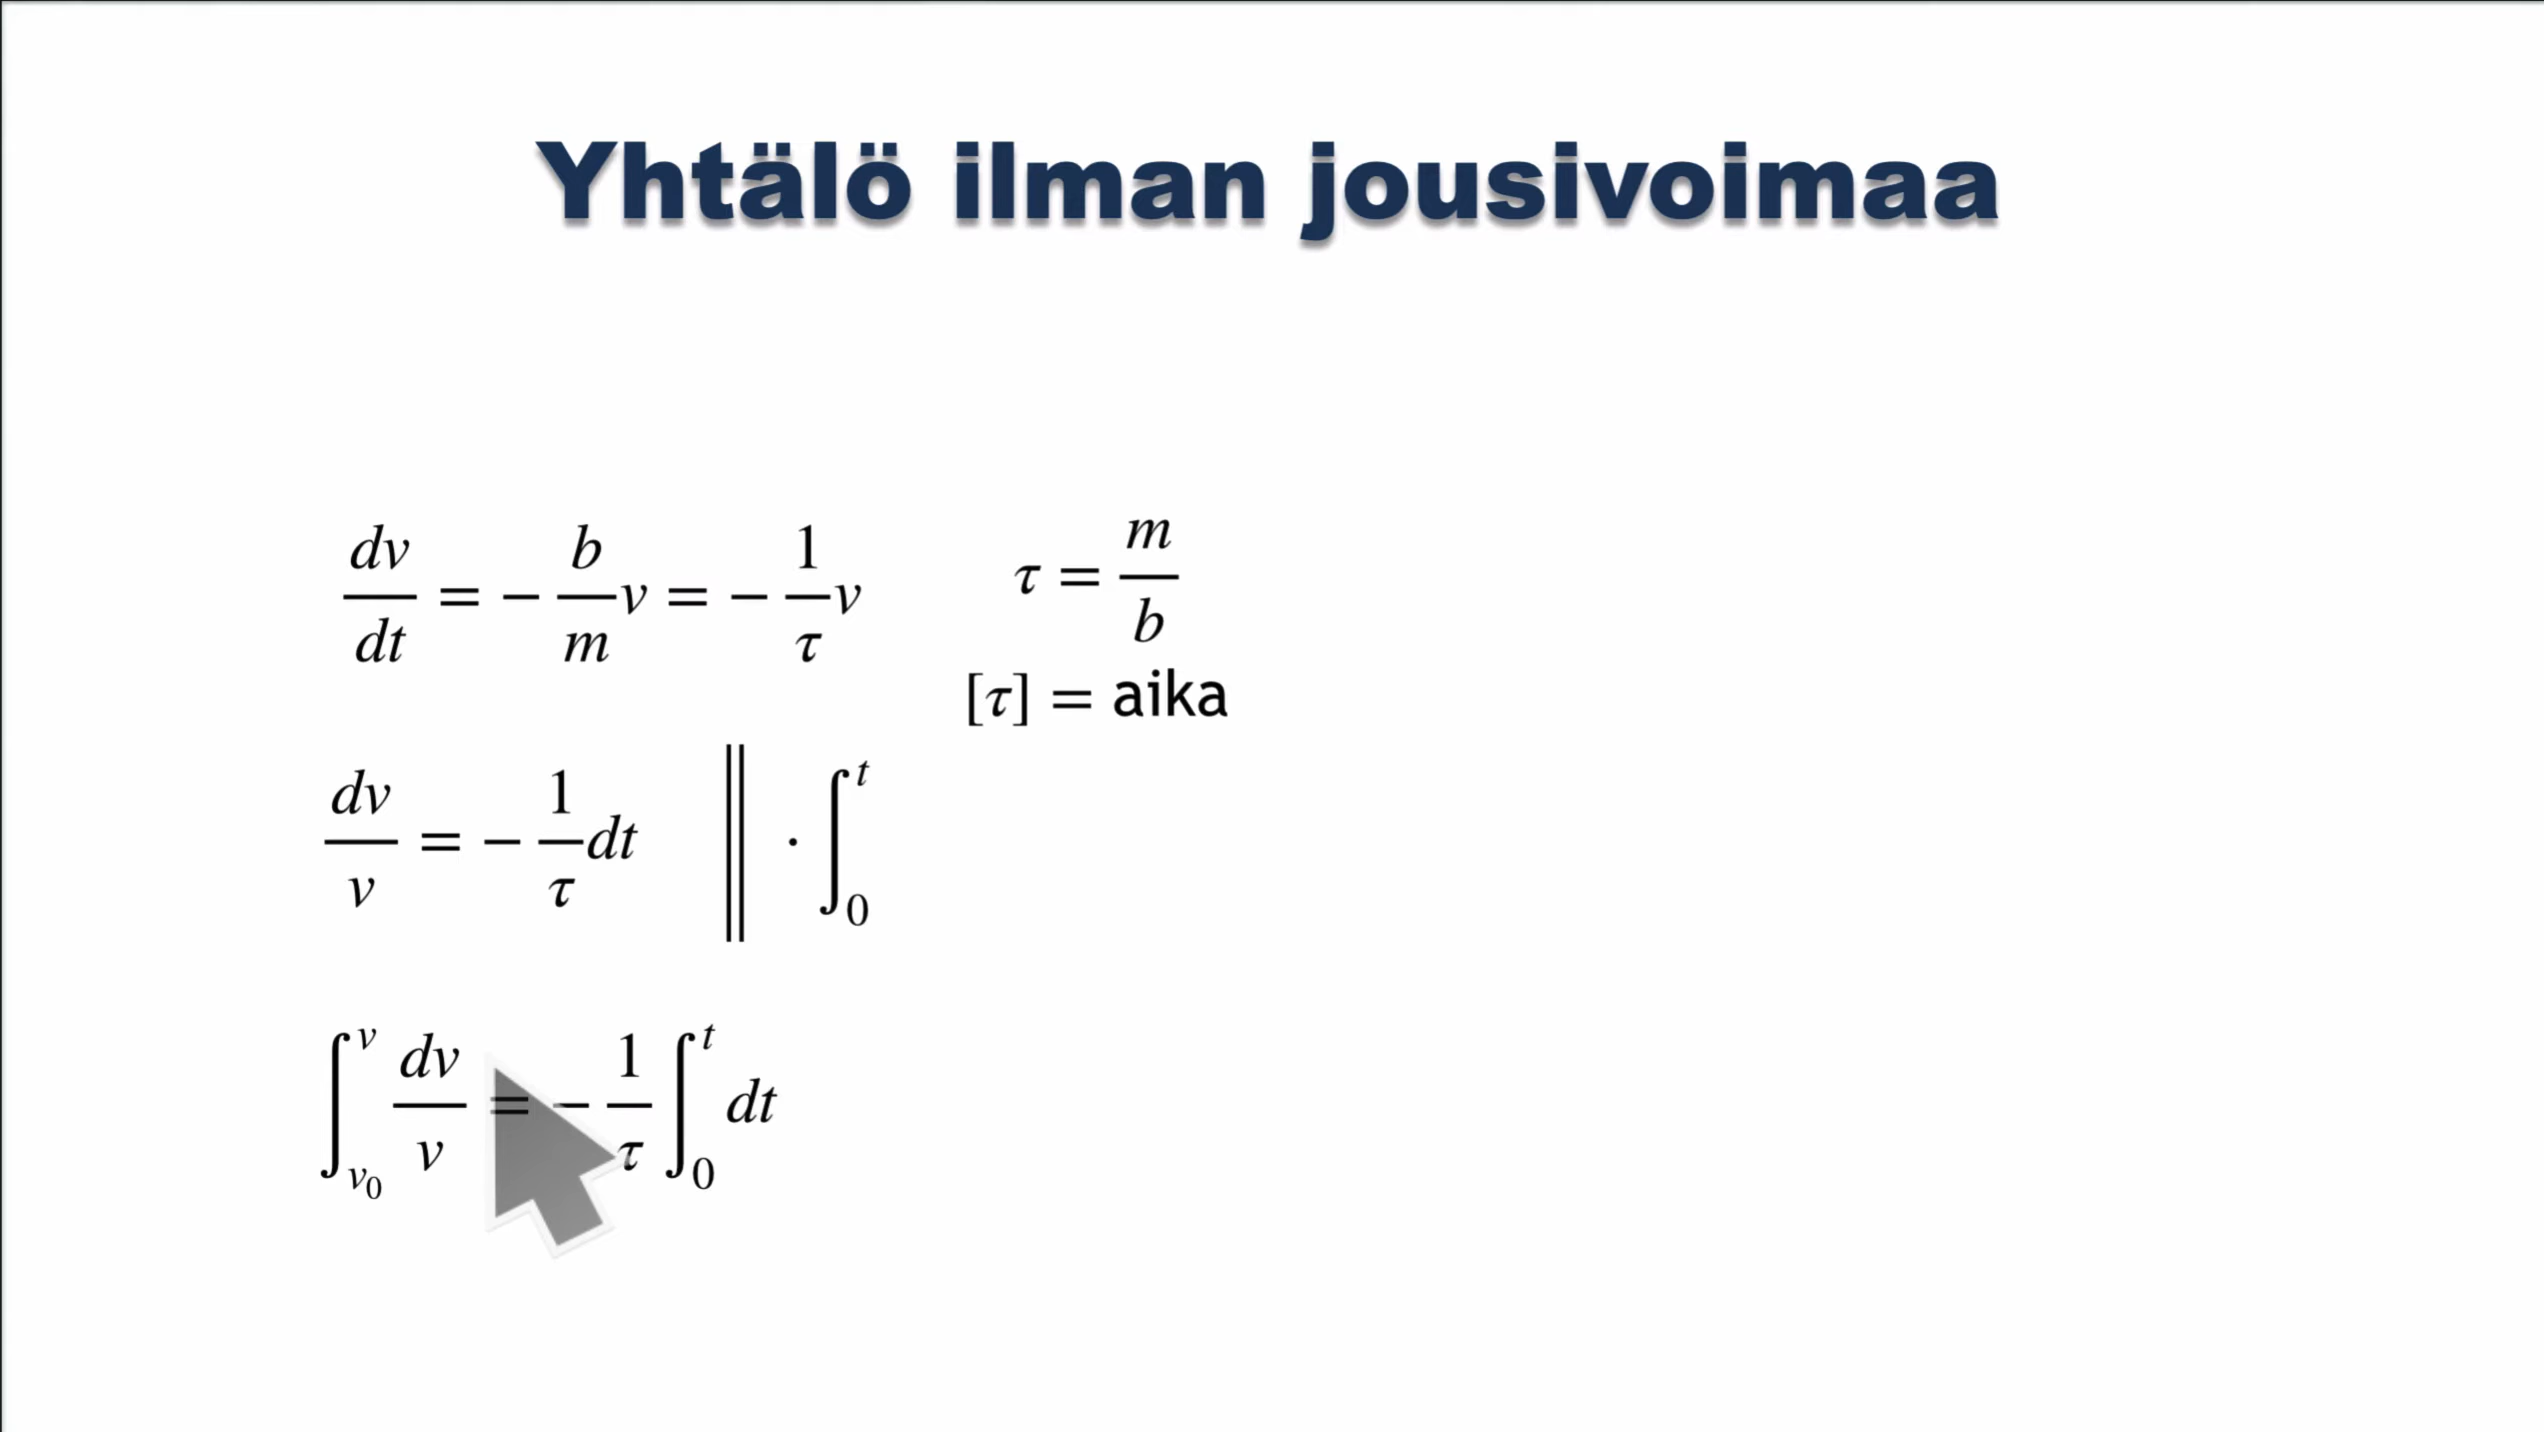 Yhtälö ilman jousivoimaa
dv/dt = − b/m v = − 1/τ v
τ = m/b
[τ] = aika
dv/v = − 1/τ dt ‖ · ∫₀ᵗ
∫_{v₀}^{v} dv/v = − 1/τ ∫₀ᵗ dt